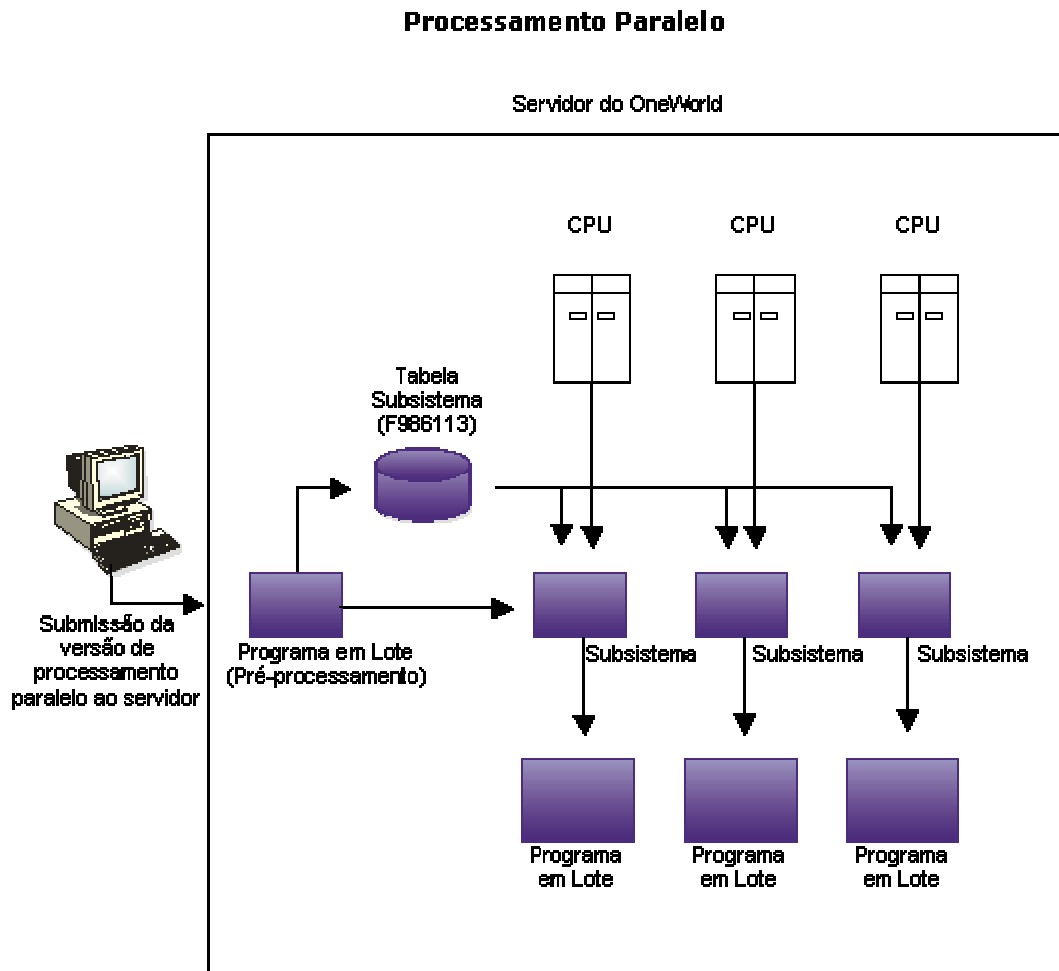 Processamento Paralelo
Servidor do OneWorld
CPU
CPU
CPU
Tabela
Subsistema
(F986113)
Submissão da
versão de
processamento
paralelo ao servidor
Programa em Lote
(Pré-processamento)
Subsistema
Subsistema
Subsistema
Programa
em Lote
Programa
em Lote
Programa
em Lote